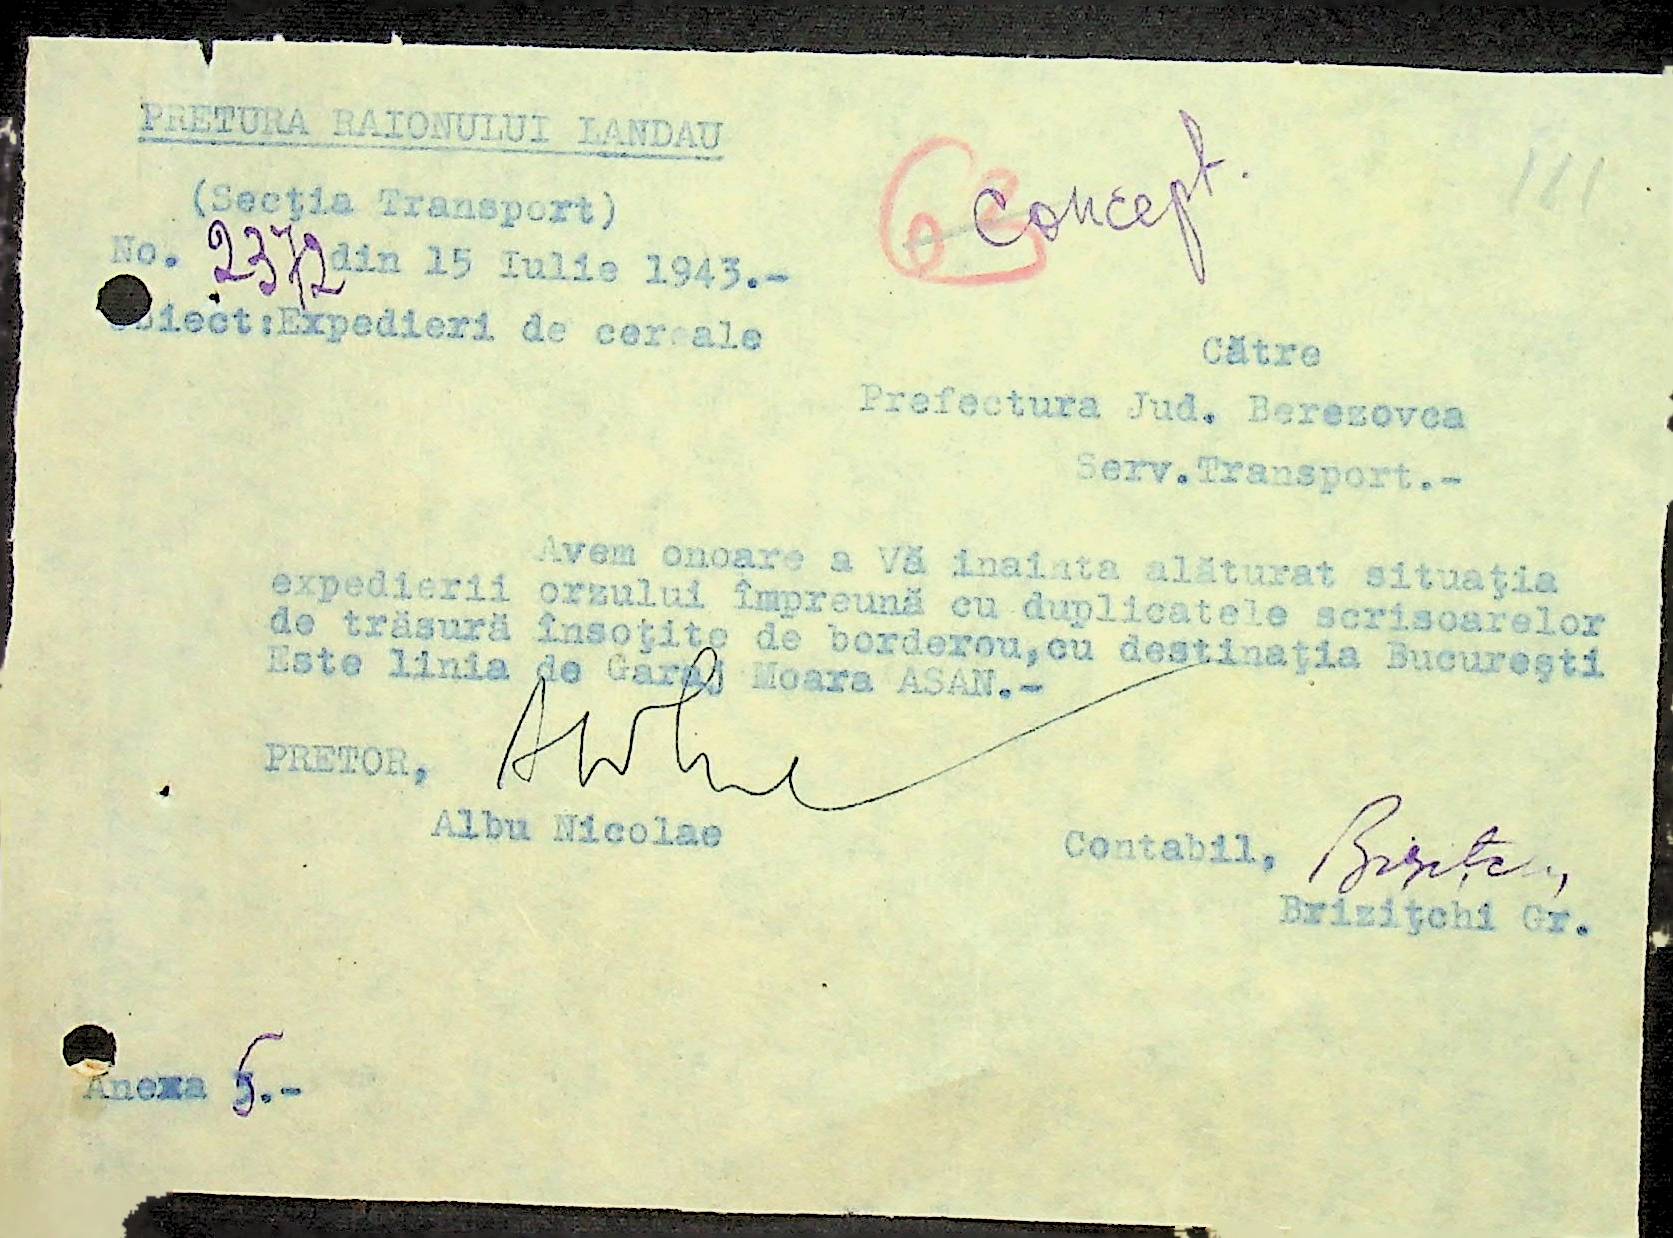 PRETURA RAIONULUI LANDAU
(Secţia Transport)
No. 2372 din 15 Iulie 1943.-
Obiect:Expedieri de cereale
63
Concept.
111
Către
Prefectura Jud. Berezovca
Serv.Transport.-
Avem onoare a Vă inainta alăturat situaţia
expedierii orzului împreună cu duplicatele scrisoarelor
de trăsură însoţite de borderou,cu destinaţia Bucureşti
Este linia de Garaj Moara ASAN.-
PRETOR,
Albu Nicolae
Contabil,
Briziţchi Gr.
Anexa 5.-